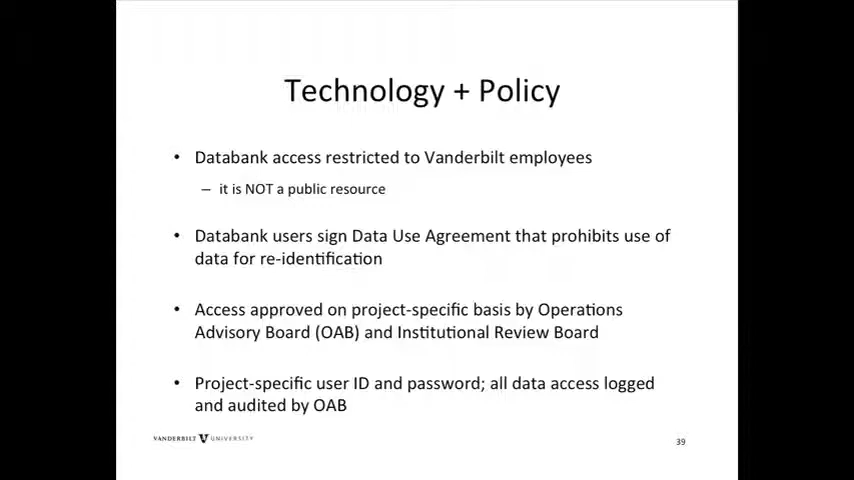 Technology + Policy
• Databank access restricted to Vanderbilt employees
– it is NOT a public resource
• Databank users sign Data Use Agreement that prohibits use of
data for re-identification
• Access approved on project-specific basis by Operations
Advisory Board (OAB) and Institutional Review Board
• Project-specific user ID and password; all data access logged
and audited by OAB
VANDERBILT V UNIVERSITY
39